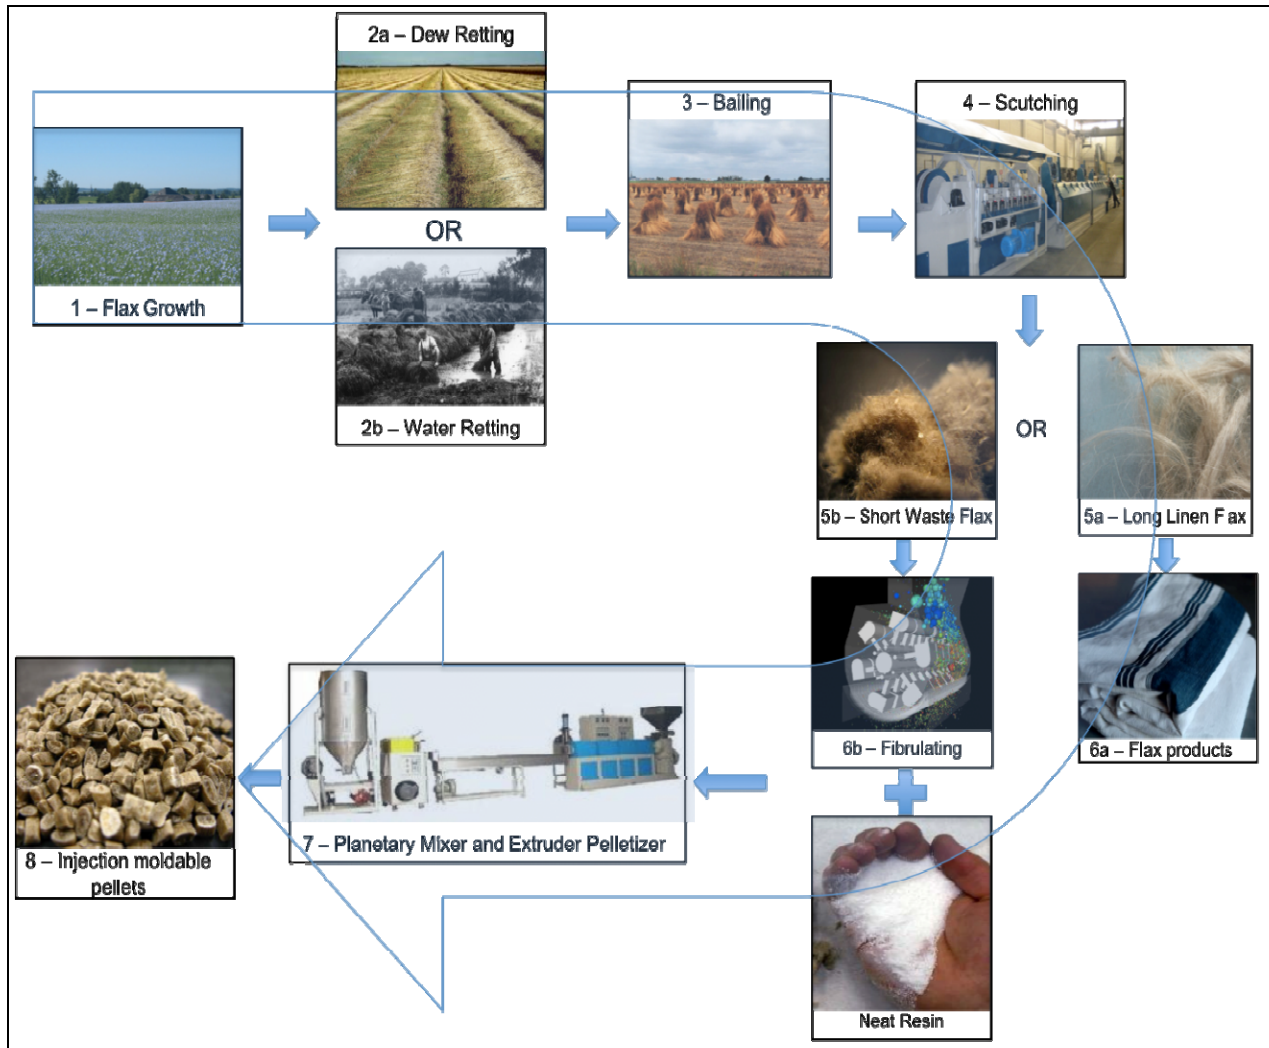 2a – Dew Retting
3 – Bailing
4 – Scutching
OR
1 – Flax Growth
2b – Water Retting
OR
5b – Short Waste Flax
5a – Long Linen F ax
6b – Fibrulating
6a – Flax products
7 – Planetary Mixer and Extruder Pelletizer
8 – Injection moldable
pellets
Neat Resin